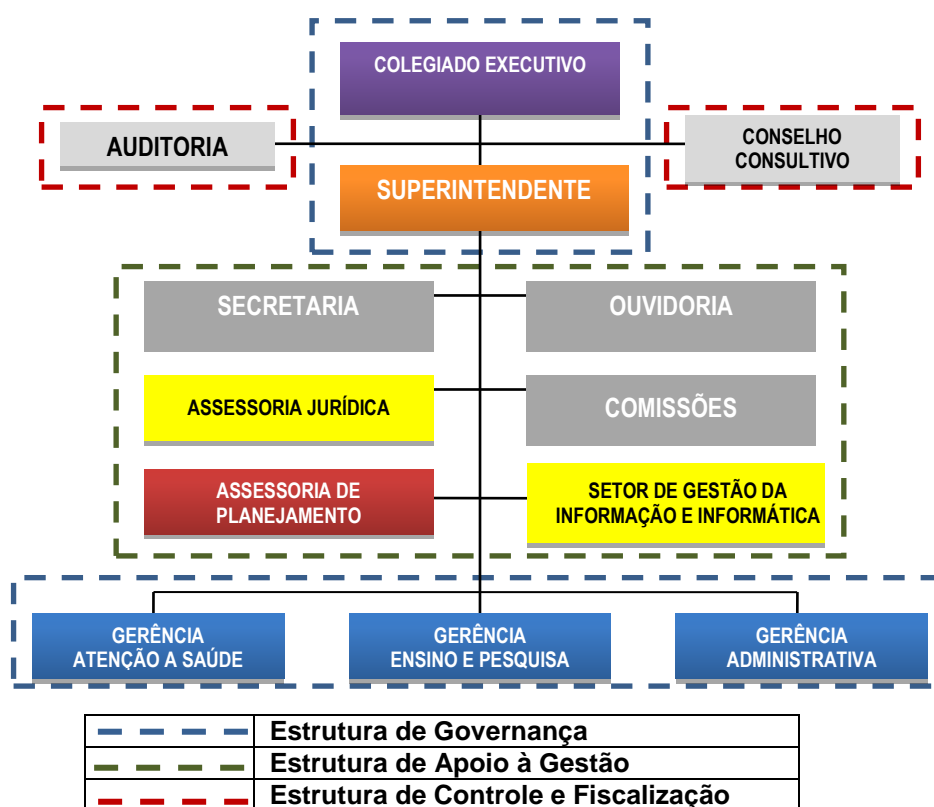 COLEGIADO EXECUTIVO
AUDITORIA
CONSELHO
CONSULTIVO
SUPERINTENDENTE
SECRETARIA
OUVIDORIA
ASSESSORIA JURÍDICA
COMISSÕES
ASSESSORIA DE
PLANEJAMENTO
SETOR DE GESTÃO DA
INFORMAÇÃO E INFORMÁTICA
GERÊNCIA
ATENÇÃO A SAÚDE
GERÊNCIA
ENSINO E PESQUISA
GERÊNCIA
ADMINISTRATIVA
Estrutura de Governança
Estrutura de Apoio à Gestão
Estrutura de Controle e Fiscalização